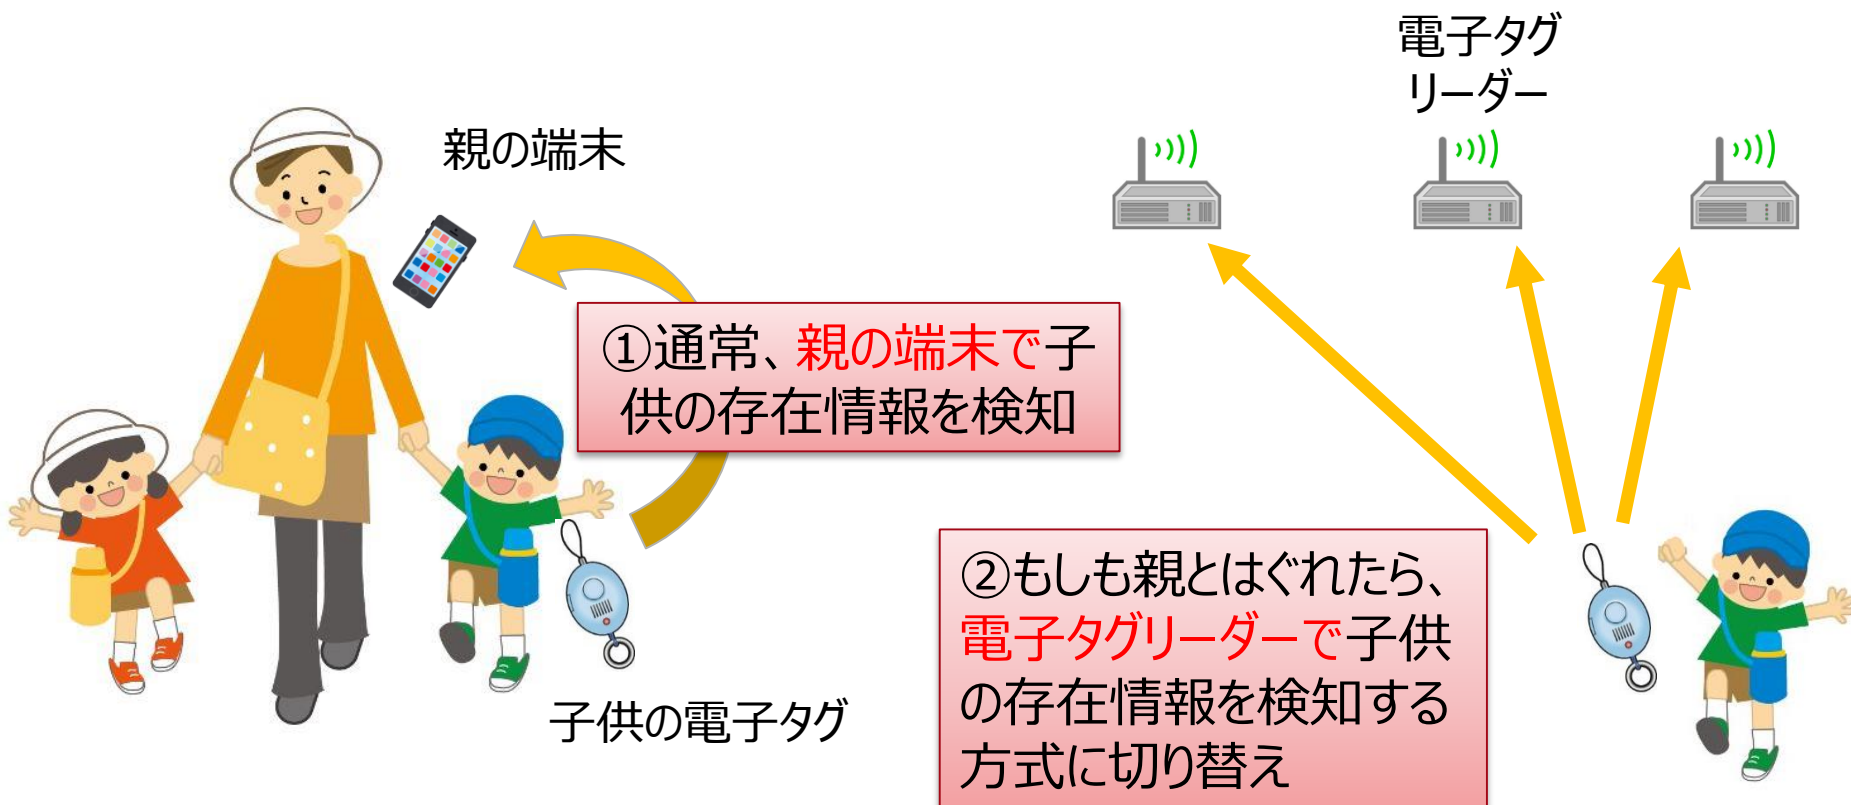 親の端末
①通常、親の端末で子
供の存在情報を検知
子供の電子タグ
電子タグ
リーダー
②もしも親とはぐれたら、
電子タグリーダーで子供
の存在情報を検知する
方式に切り替え